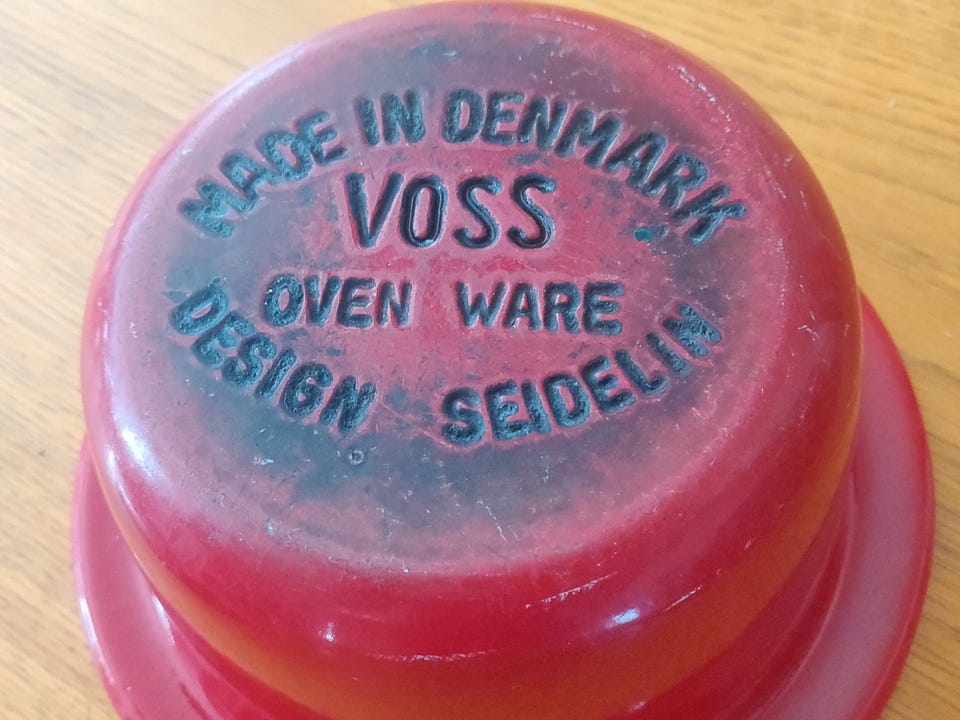 MADE IN DENMARK
VOSS
OVEN WARE
DESIGN SEIDELIN